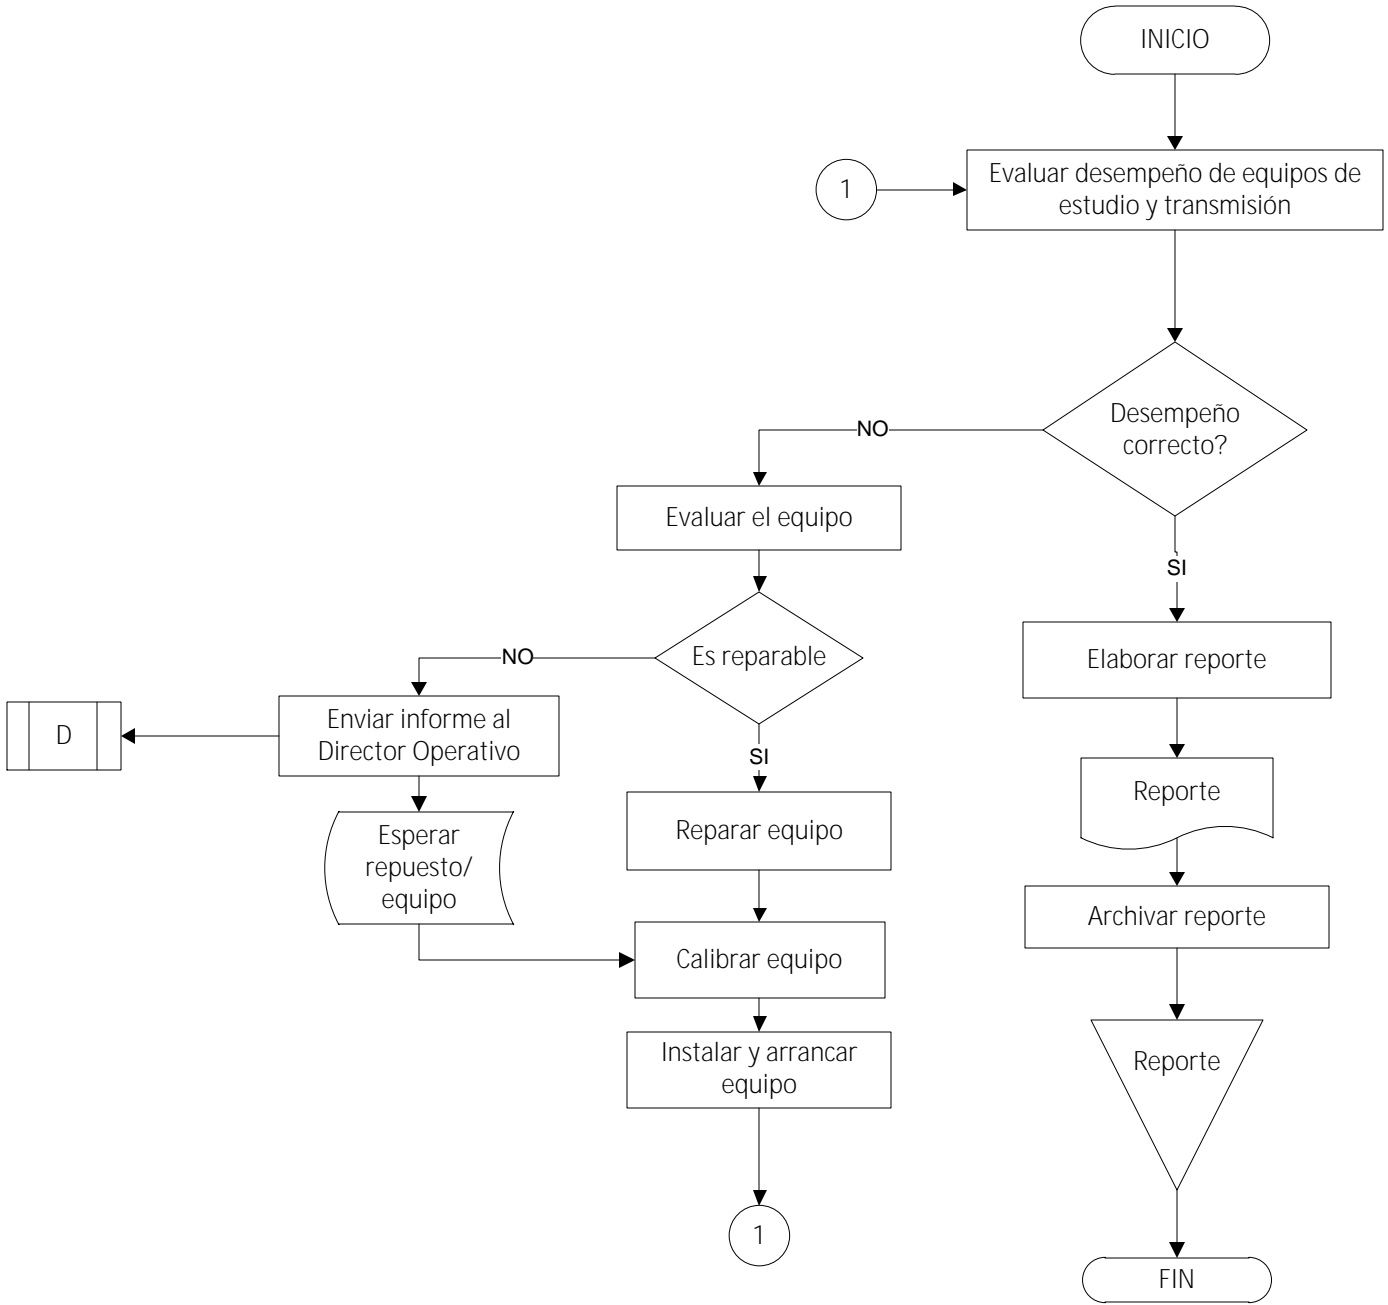 INICIO
1
Evaluar desempeño de equipos de
estudio y transmisión
Desempeño
correcto?
NO
SI
Evaluar el equipo
Es reparable
NO
SI
Elaborar reporte
Enviar informe al
Director Operativo
D
Reporte
Esperar
repuesto/
equipo
Reparar equipo
Archivar reporte
Calibrar equipo
Instalar y arrancar
equipo
Reporte
1
FIN